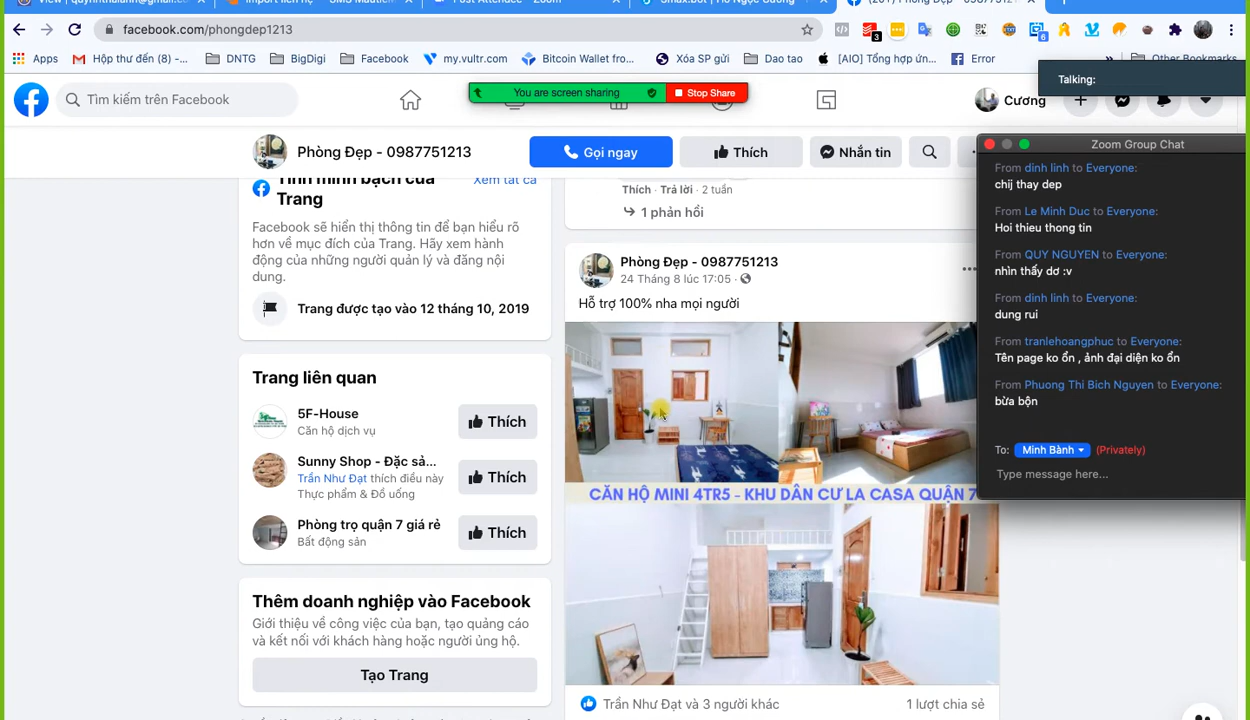 facebook.com/phongdep1213
3
6
Apps
Hộp thư đến (8) -...
DNTG
BigDigi
Facebook
my.vultr.com
Bitcoin Wallet fro...
Xóa SP gửi
Dao tao
[AIO] Tổng hợp ứn...
Error
Other Bookmarks
Talking:
Tìm kiếm trên Facebook
You are screen sharing
Stop Share
Cương
Phòng Đẹp - 0987751213
Gọi ngay
Thích
Nhắn tin
Tính minh bạch của
Trang
Xem tất cả
Facebook sẽ hiển thị thông tin để bạn hiểu rõ
hơn về mục đích của Trang. Hãy xem hành
động của những người quản lý và đăng nội
dung.
Trang được tạo vào 12 tháng 10, 2019
Trang liên quan
5F-House
Căn hộ dịch vụ
Thích
Sunny Shop - Đặc sả...
Trần Như Đạt thích điều này
Thực phẩm & Đồ uống
Thích
Phòng trọ quận 7 giá rẻ
Bất động sản
Thích
Thêm doanh nghiệp vào Facebook
Giới thiệu về công việc của bạn, tạo quảng cáo
và kết nối với khách hàng hoặc người ủng hộ.
Tạo Trang
Thích · Trả lời · 2 tuần
1 phản hồi
Phòng Đẹp - 0987751213
24 Tháng 8 lúc 17:05
Hỗ trợ 100% nha mọi người
CĂN HỘ MINI 4TR5 - KHU DÂN CƯ LA CASA QUẬN 7
Trần Như Đạt và 3 người khác
1 lượt chia sẻ
Zoom Group Chat
From dinh linh to Everyone:
chij thay dep
From Le Minh Duc to Everyone:
Hoi thieu thong tin
From QUY NGUYEN to Everyone:
nhìn thấy dơ :v
From dinh linh to Everyone:
dung rui
From tranlehoangphuc to Everyone:
Tên page ko ổn , ảnh đại diện ko ổn
From Phuong Thi Bich Nguyen to Everyone:
bừa bộn
To: Minh Bành (Privately)
Type message here...